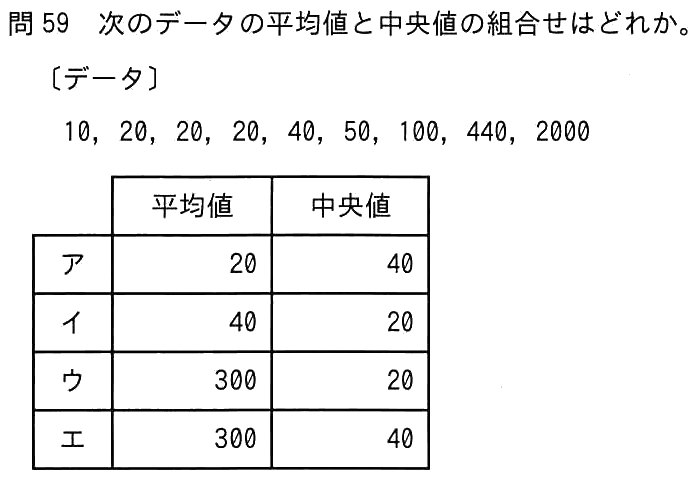 問59 次のデータの平均値と中央値の組合せはどれか。
〔データ〕
10, 20, 20, 20, 40, 50, 100, 440, 2000
平均値 中央値
ア 20 40
イ 40 20
ウ 300 20
エ 300 40